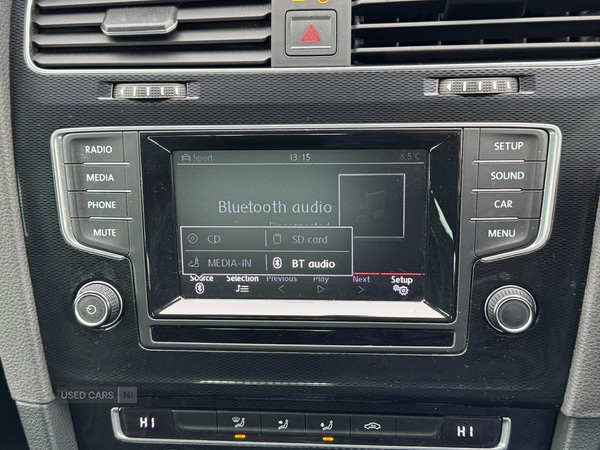 RADIO
MEDIA
PHONE
MUTE
Sport 13:15 8.5°C
Bluetooth audio
Disconnected
CD SD card
MEDIA-IN BT audio
Source Selection Previous Play Next Setup
SETUP
SOUND
CAR
MENU
USED CARS NI
HI HI